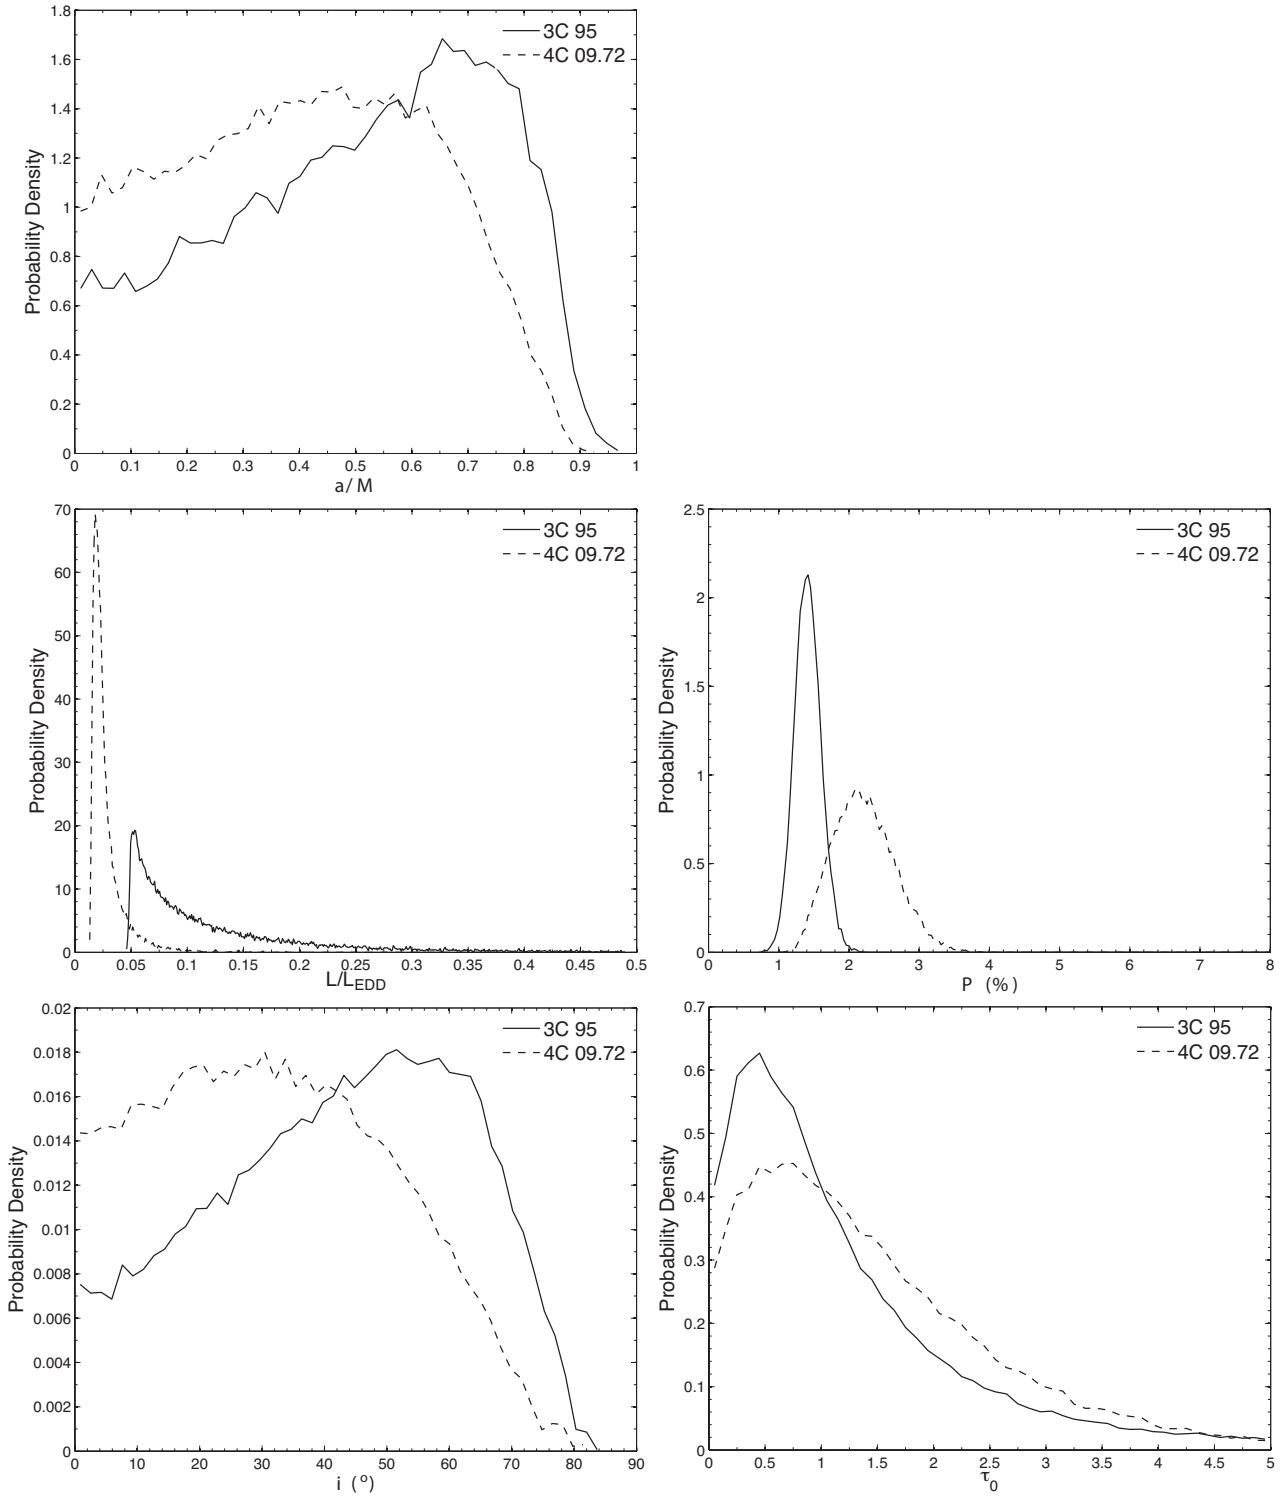 3C 95
4C 09.72
Probability Density
1.8
1.6
1.4
1.2
1
0.8
0.6
0.4
0.2
0
0 0.1 0.2 0.3 0.4 0.5 0.6 0.7 0.8 0.9 1
a/M
3C 95
4C 09.72
Probability Density
70
60
50
40
30
20
10
0
0 0.05 0.1 0.15 0.2 0.25 0.3 0.35 0.4 0.45 0.5
L/L_EDD
3C 95
4C 09.72
Probability Density
2.5
2
1.5
1
0.5
0
0 1 2 3 4 5 6 7 8
P (%)
3C 95
4C 09.72
Probability Density
0.02
0.018
0.016
0.014
0.012
0.01
0.008
0.006
0.004
0.002
0
0 10 20 30 40 50 60 70 80 90
i (°)
3C 95
4C 09.72
Probability Density
0.7
0.6
0.5
0.4
0.3
0.2
0.1
0
0 0.5 1 1.5 2 2.5 3 3.5 4 4.5 5
τ_0